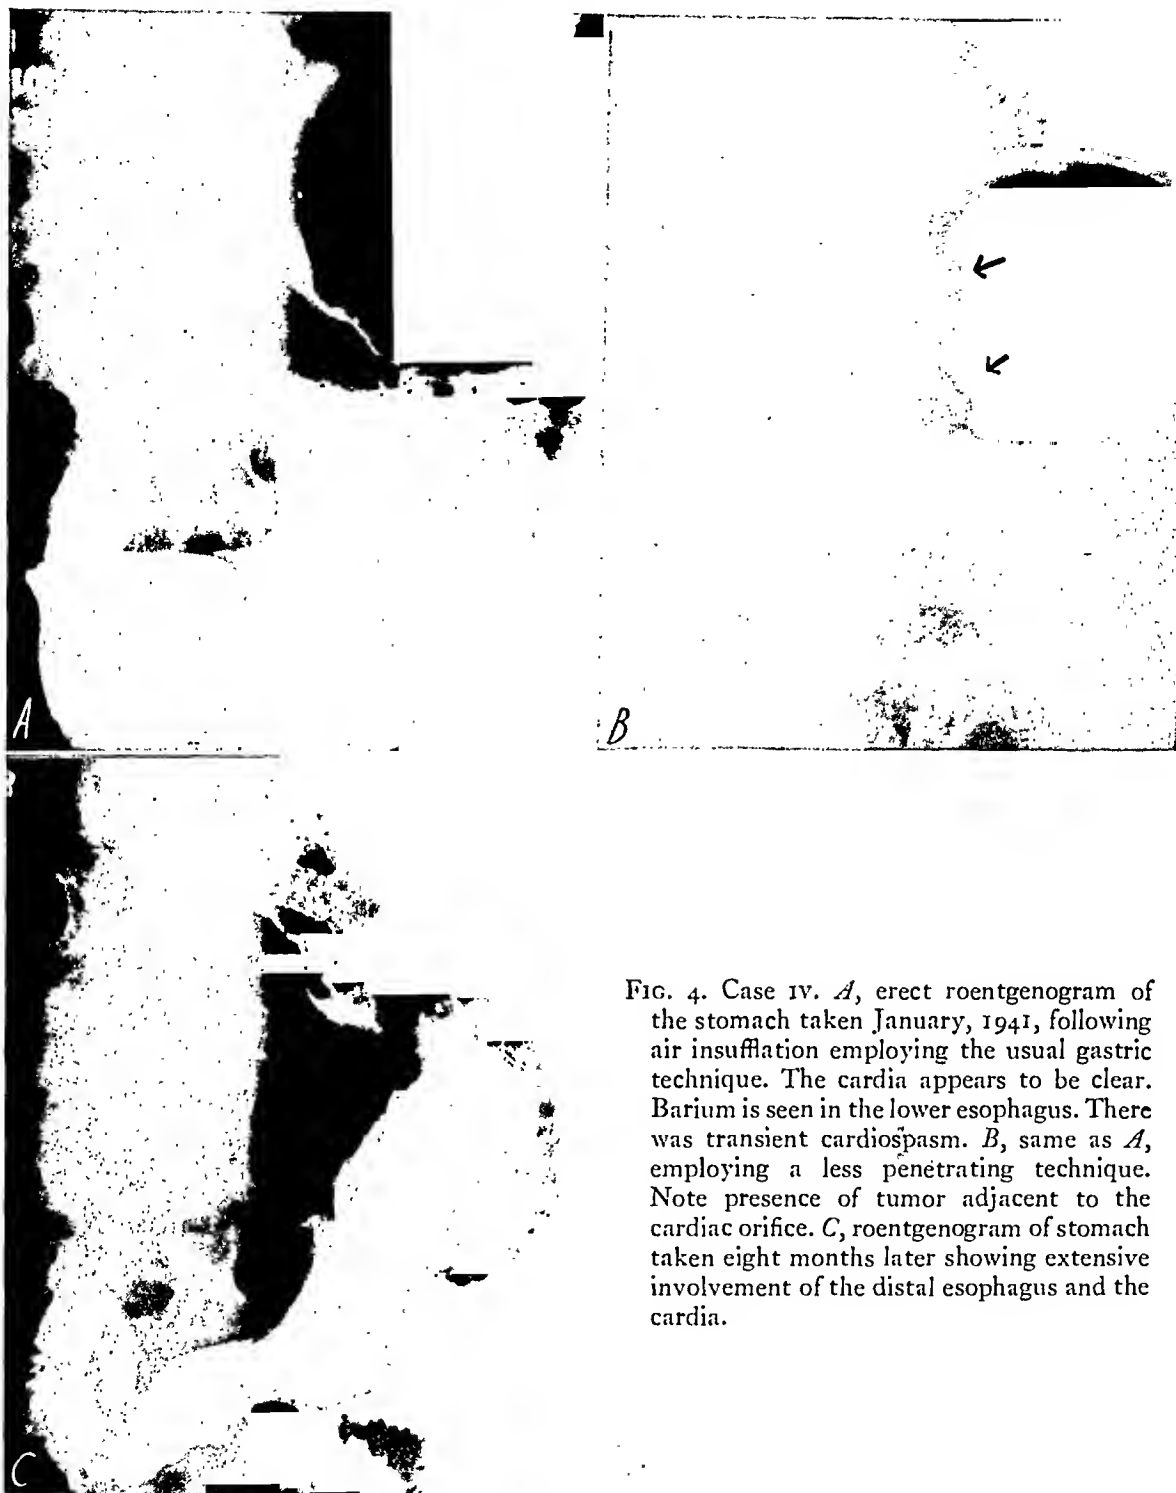 A
B
C
FIG. 4. Case IV. A, erect roentgenogram of
the stomach taken January, 1941, following
air insufflation employing the usual gastric
technique. The cardia appears to be clear.
Barium is seen in the lower esophagus. There
was transient cardiospasm. B, same as A,
employing a less penetrating technique.
Note presence of tumor adjacent to the
cardiac orifice. C, roentgenogram of stomach
taken eight months later showing extensive
involvement of the distal esophagus and the
cardia.